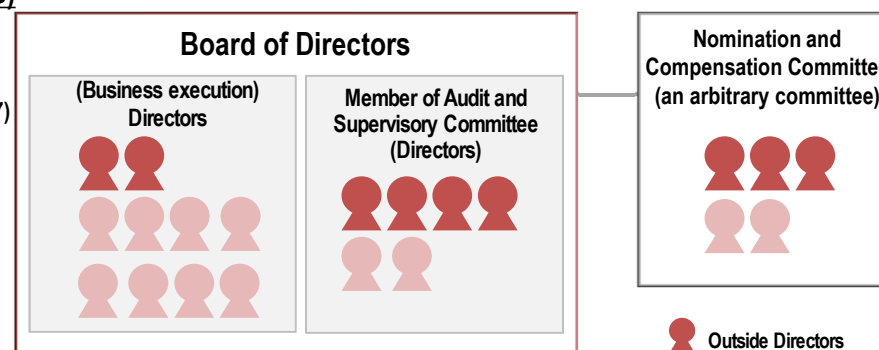 Board of Directors
(Business execution)
Directors
Member of Audit and
Supervisory Committee
(Directors)
Nomination and
Compensation Committe
(an arbitrary committee)
Outside Directors